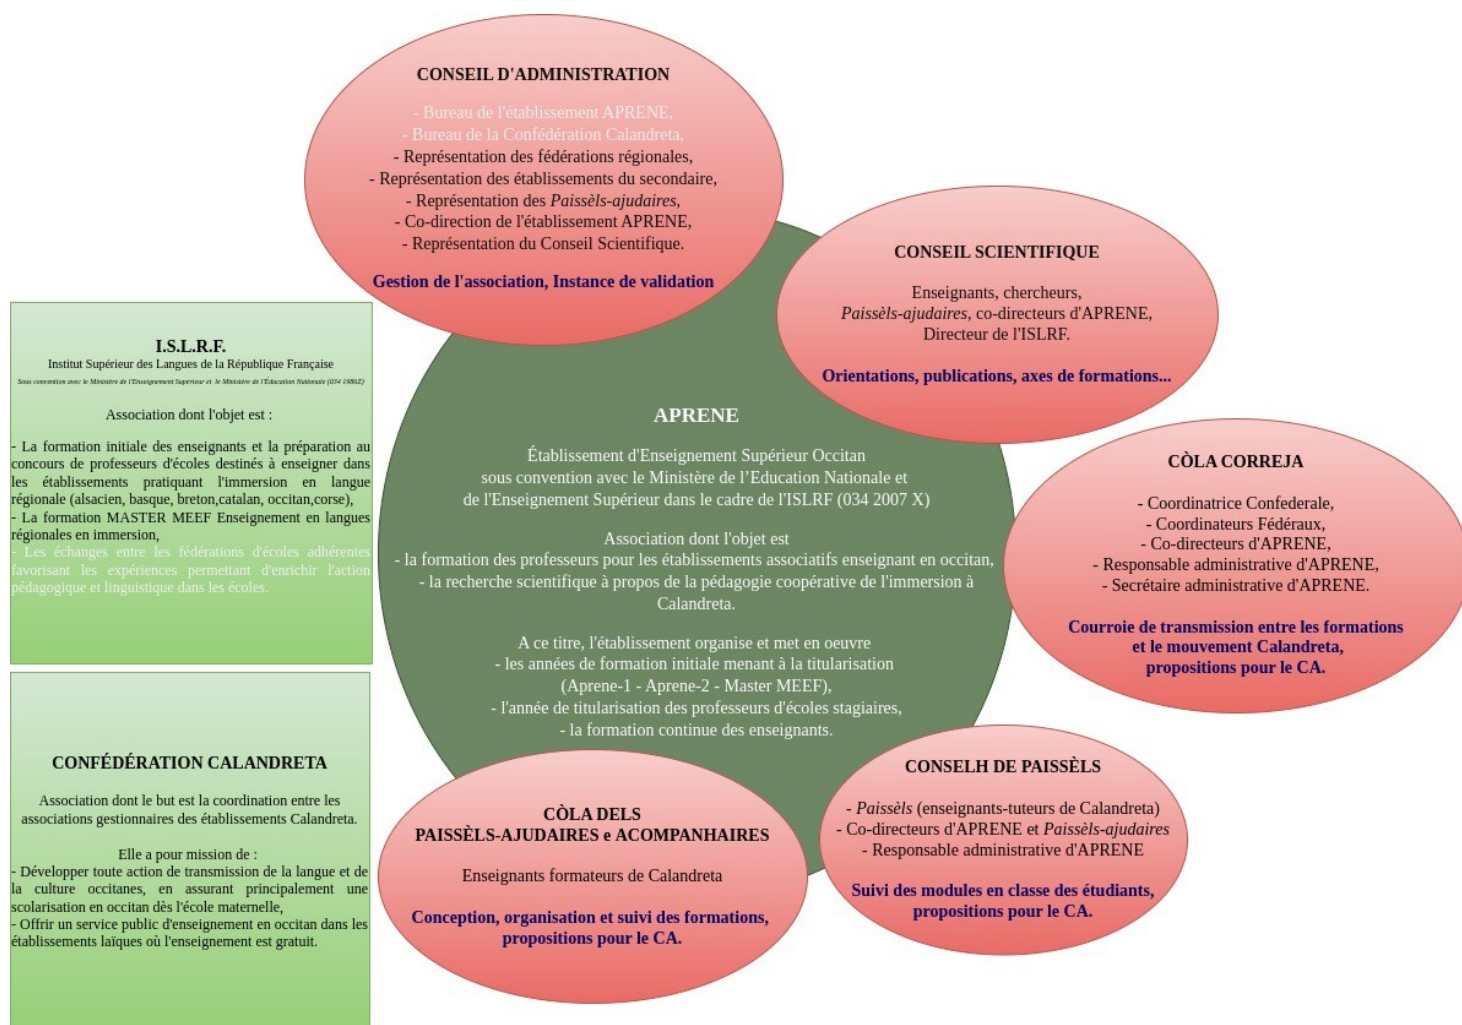 CONSEIL D'ADMINISTRATION
- Bureau de l'établissement APRENE,
- Bureau de la Confédération Calandreta,
- Représentation des fédérations régionales,
- Représentation des établissements du secondaire,
- Représentation des Paissèls-ajudaires,
- Co-direction de l'établissement APRENE,
- Représentation du Conseil Scientifique.
Gestion de l'association, Instance de validation
CONSEIL SCIENTIFIQUE
Enseignants, chercheurs,
Paissèls-ajudaires, co-directeurs d'APRENE,
Directeur de l'ISLRF.
Orientations, publications, axes de formations...
I.S.L.R.F.
Institut Supérieur des Langues de la République Française
Sous convention avec le Ministère de l'Enseignement Supérieur et le Ministère de l'Éducation Nationale (034 1980Z)
Association dont l'objet est :
- La formation initiale des enseignants et la préparation au
concours de professeurs d'écoles destinés à enseigner dans
les établissements pratiquant l'immersion en langue
régionale (alsacien, basque, breton,catalan, occitan,corse),
- La formation MASTER MEEF Enseignement en langues
régionales en immersion,
- Les échanges entre les fédérations d'écoles adhérentes
favorisant les expériences permettant d'enrichir l'action
pédagogique et linguistique dans les écoles.
APRENE
Établissement d'Enseignement Supérieur Occitan
sous convention avec le Ministère de l’Education Nationale et
de l'Enseignement Supérieur dans le cadre de l'ISLRF (034 2007 X)
Association dont l'objet est
- la formation des professeurs pour les établissements associatifs enseignant en occitan,
- la recherche scientifique à propos de la pédagogie coopérative de l'immersion à
Calandreta.
A ce titre, l'établissement organise et met en oeuvre
- les années de formation initiale menant à la titularisation
(Aprene-1 - Aprene-2 - Master MEEF),
- l'année de titularisation des professeurs d'écoles stagiaires,
- la formation continue des enseignants.
CÒLA CORREJA
- Coordinatrice Confederale,
- Coordinateurs Fédéraux,
- Co-directeurs d'APRENE,
- Responsable administrative d'APRENE,
- Secrétaire administrative d'APRENE.
Courroie de transmission entre les formations
et le mouvement Calandreta,
propositions pour le CA.
CONFÉDÉRATION CALANDRETA
Association dont le but est la coordination entre les
associations gestionnaires des établissements Calandreta.
Elle a pour mission de :
- Développer toute action de transmission de la langue et de
la culture occitanes, en assurant principalement une
scolarisation en occitan dès l'école maternelle,
- Offrir un service public d'enseignement en occitan dans les
établissements laïques où l'enseignement est gratuit.
CÒLA DELS
PAISSÈLS-AJUDAIRES e ACOMPANHAIRES
Enseignants formateurs de Calandreta
Conception, organisation et suivi des formations,
propositions pour le CA.
CONSELH DE PAISSÈLS
- Paissèls (enseignants-tuteurs de Calandreta)
- Co-directeurs d'APRENE et Paissèls-ajudaires
- Responsable administrative d'APRENE
Suivi des modules en classe des étudiants,
propositions pour le CA.